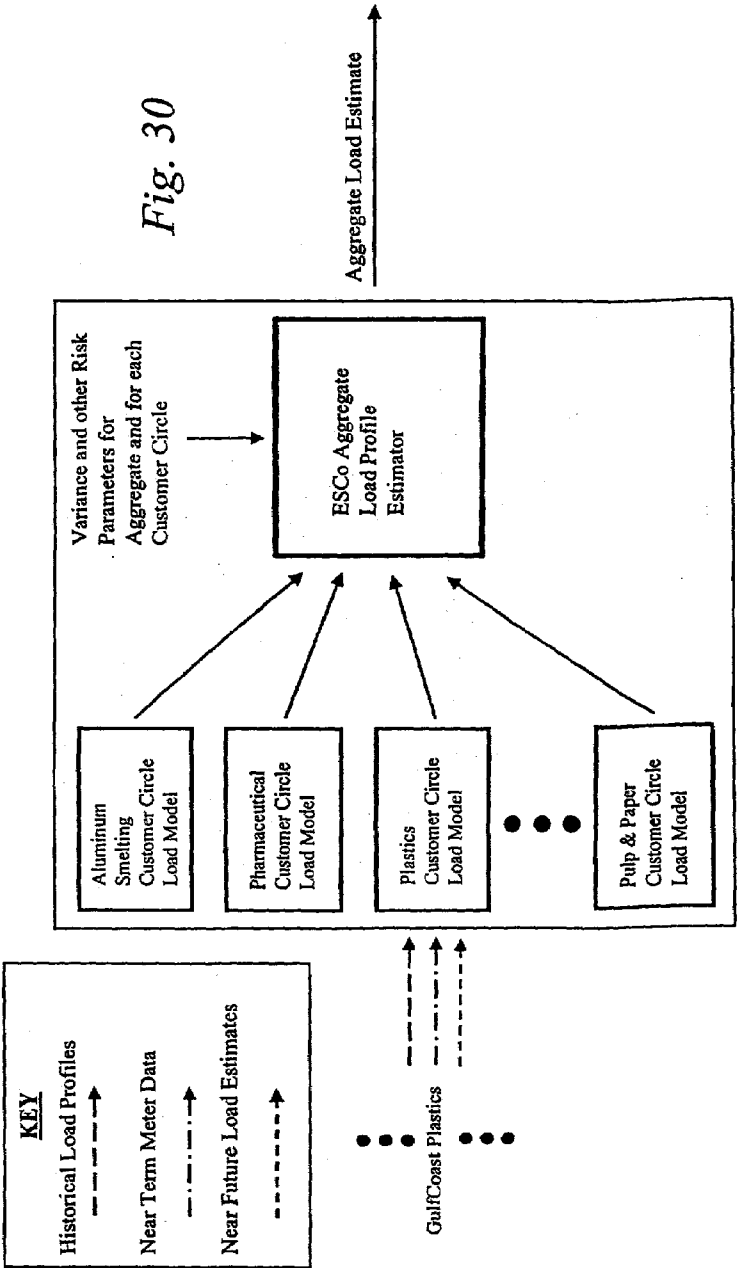 Fig. 30
KEY
Historical Load Profiles
Near Term Meter Data
Near Future Load Estimates
GulfCoast Plastics
Aluminum
Smelting
Customer Circle
Load Model
Pharmaceutical
Customer Circle
Load Model
Plastics
Customer Circle
Load Model
Pulp & Paper
Customer Circle
Load Model
Variance and other Risk
Parameters for
Aggregate and for each
Customer Circle
ESCo Aggregate
Load Profile
Estimator
Aggregate Load Estimate